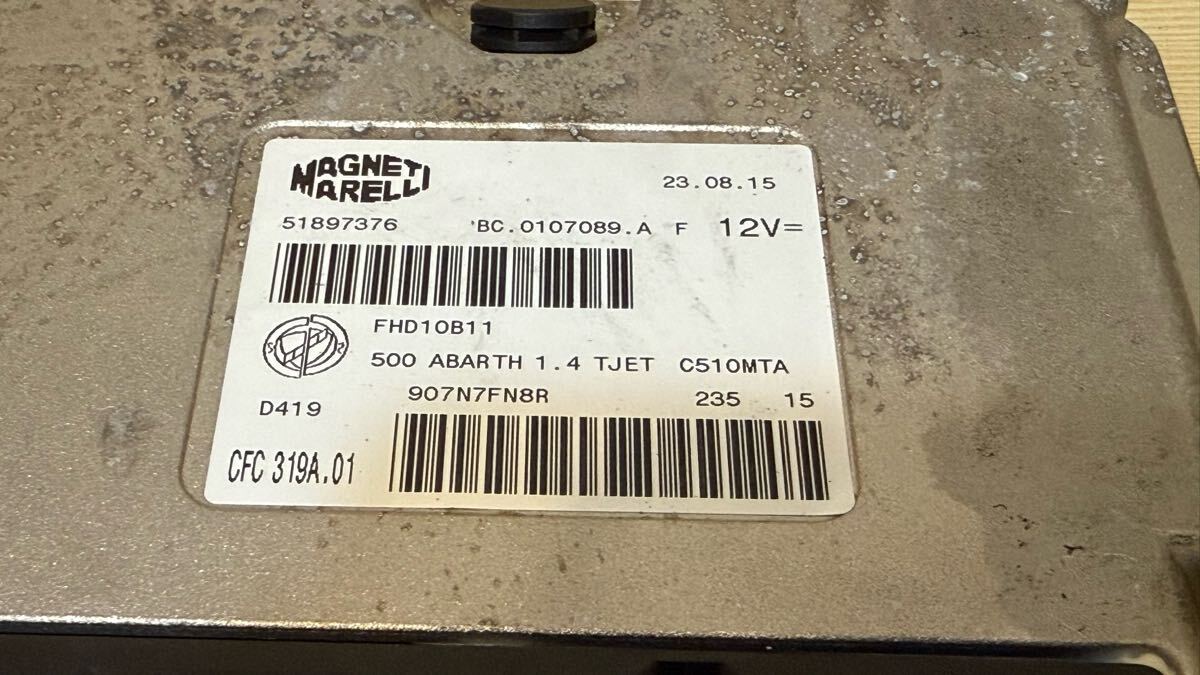 MAGNETI
MARELLI
23.08.15
51897376 BC.0107089.A F 12V=
FHD10B11
500 ABARTH 1.4 TJET C510MTA
907N7FN8R 235 15
D419
CFC 319A.01